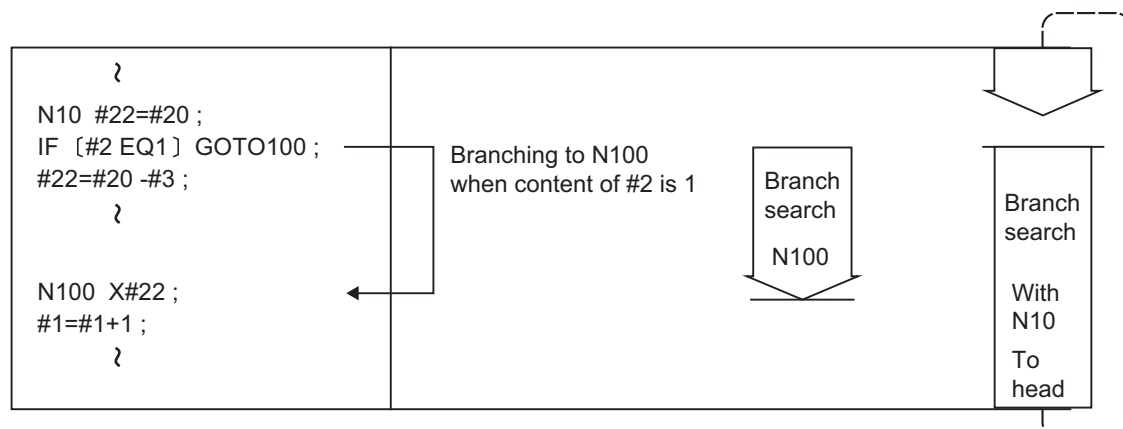 ~
N10 #22=#20 ;
IF 〔#2 EQ1〕 GOTO100 ;
#22=#20 -#3 ;
~
N100 X#22 ;
#1=#1+1 ;
~
Branching to N100
when content of #2 is 1
Branch
search
N100
Branch
search
With
N10
To
head